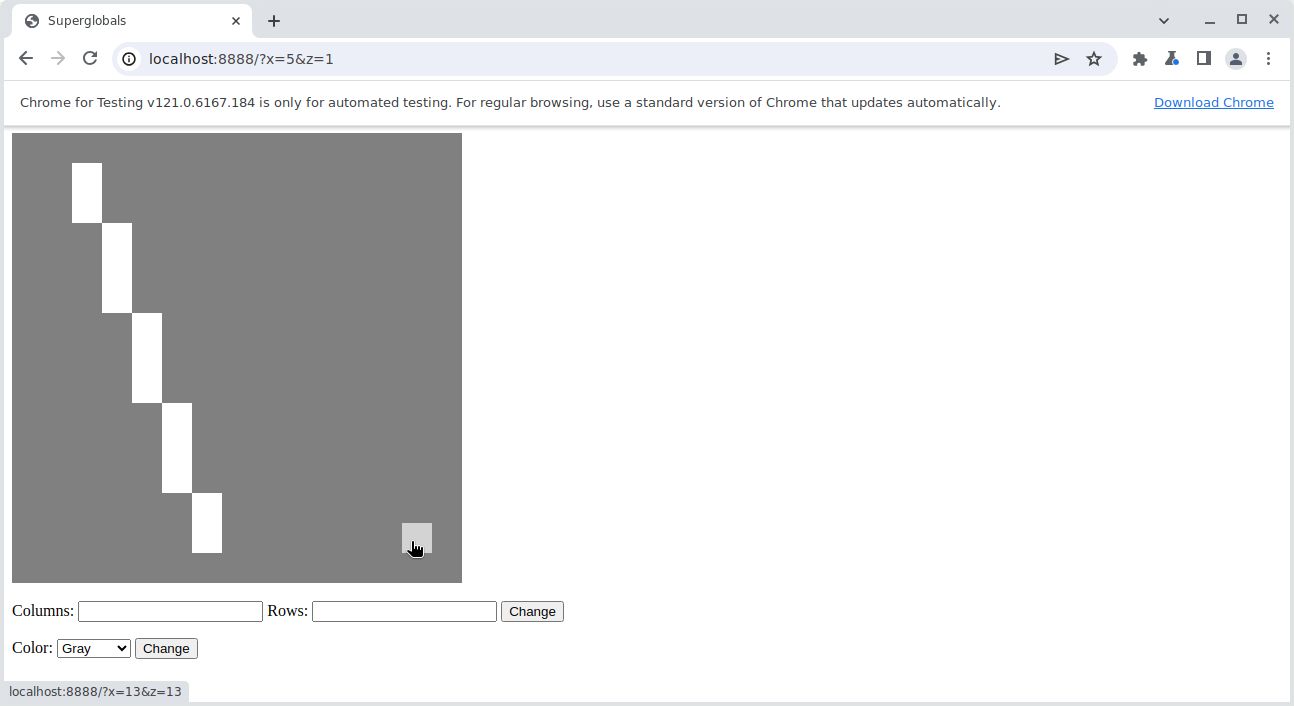 Superglobals
localhost:8888/?x=5&z=1
Chrome for Testing v121.0.6167.184 is only for automated testing. For regular browsing, use a standard version of Chrome that updates automatically. Download Chrome
Columns: Rows: Change
Color: Gray Change
localhost:8888/?x=13&z=13